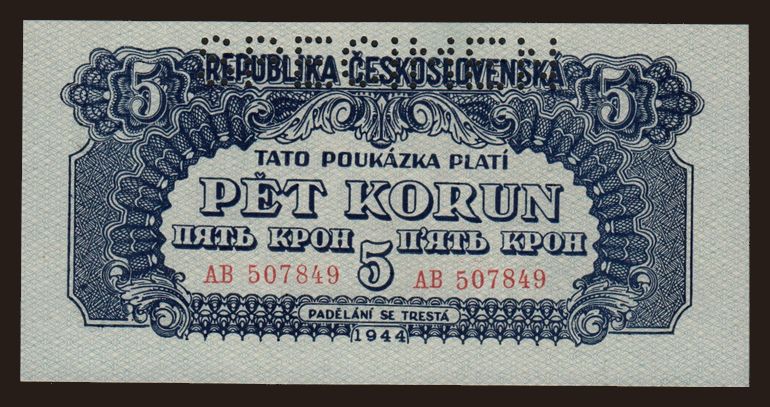 SPECIMEN
REPUBLIKA ČESKOSLOVENSKÁ
5 5
TATO POUKÁZKA PLATÍ
PĚT KORUN
ПЯТЬ КРОН 5 П'ЯТЬ КРОН
AB 507849 AB 507849
PADĚLÁNÍ SE TRESTÁ
1944